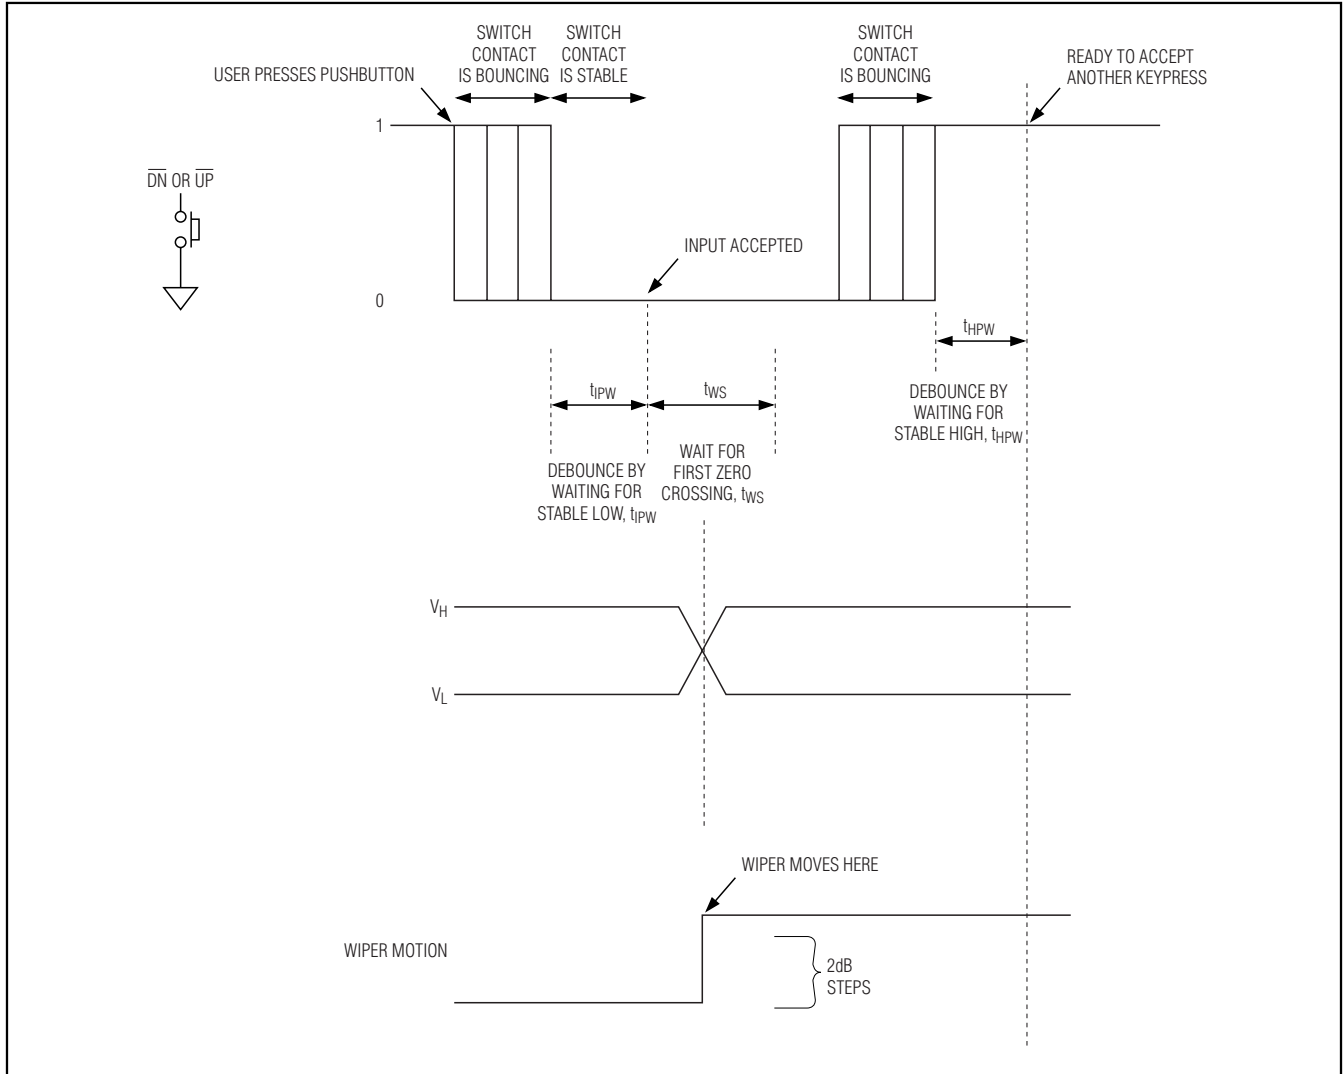 SWITCH
CONTACT
IS BOUNCING
SWITCH
CONTACT
IS STABLE
SWITCH
CONTACT
IS BOUNCING
USER PRESSES PUSHBUTTON
READY TO ACCEPT
ANOTHER KEYPRESS
1
D̅N̅ OR U̅P̅
INPUT ACCEPTED
0
tHPW
tIPW
tWS
DEBOUNCE BY
WAITING FOR
STABLE HIGH, tHPW
WAIT FOR
FIRST ZERO
CROSSING, tWS
DEBOUNCE BY
WAITING FOR
STABLE LOW, tIPW
VH
VL
WIPER MOVES HERE
WIPER MOTION
2dB
STEPS